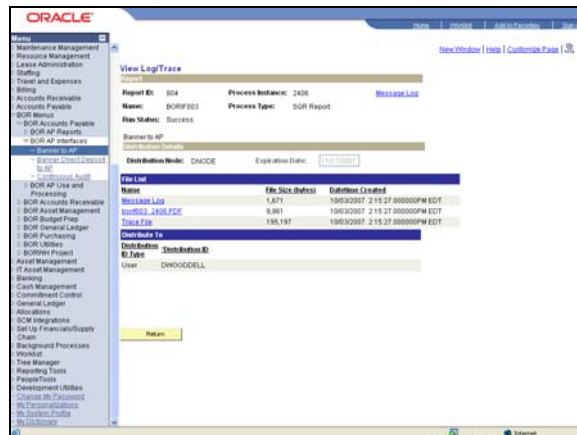 ORACLE
Home | Worklist | Add to Favorites | Sign
Menu
New Window | Help | Customize Page |
Maintenance Management
Resource Management
Lease Administration
Staffing
Travel and Expenses
Billing
Accounts Receivable
Accounts Payable
BOR Menus
BOR Accounts Payable
BOR AP Reports
BOR AP Interfaces
- Banner to AP
- Banner Direct Deposit to AP
- Continuous Audit
BOR AP Use and Processing
BOR Accounts Receivable
BOR Asset Management
BOR Budget Prep
BOR General Ledger
BOR Purchasing
BOR Utilities
BORWH Project
Asset Management
IT Asset Management
Banking
Cash Management
Commitment Control
General Ledger
Allocations
SCM Integrations
Set Up Financials/Supply Chain
Background Processes
Worklist
Tree Manager
Reporting Tools
PeopleTools
Development Utilities
- Change My Password
- My Personalizations
- My System Profile
- My Dictionary
View Log/Trace
Report
Report ID: 804 Process Instance: 2406 Message Log
Name: BORIF003 Process Type: SQR Report
Run Status: Success
Banner to AP
Distribution Details
Distribution Node: DNODE Expiration Date:
File List
Name File Size (bytes) Datetime Created
Message Log 1,671 10/03/2007 2:15:27.000000PM EDT
borif003_2406.PDF 9,961 10/03/2007 2:15:27.000000PM EDT
Trace File 195,197 10/03/2007 2:15:27.000000PM EDT
Distribute To
Distribution ID Type *Distribution ID
User DWOODDELL
Return
Internet